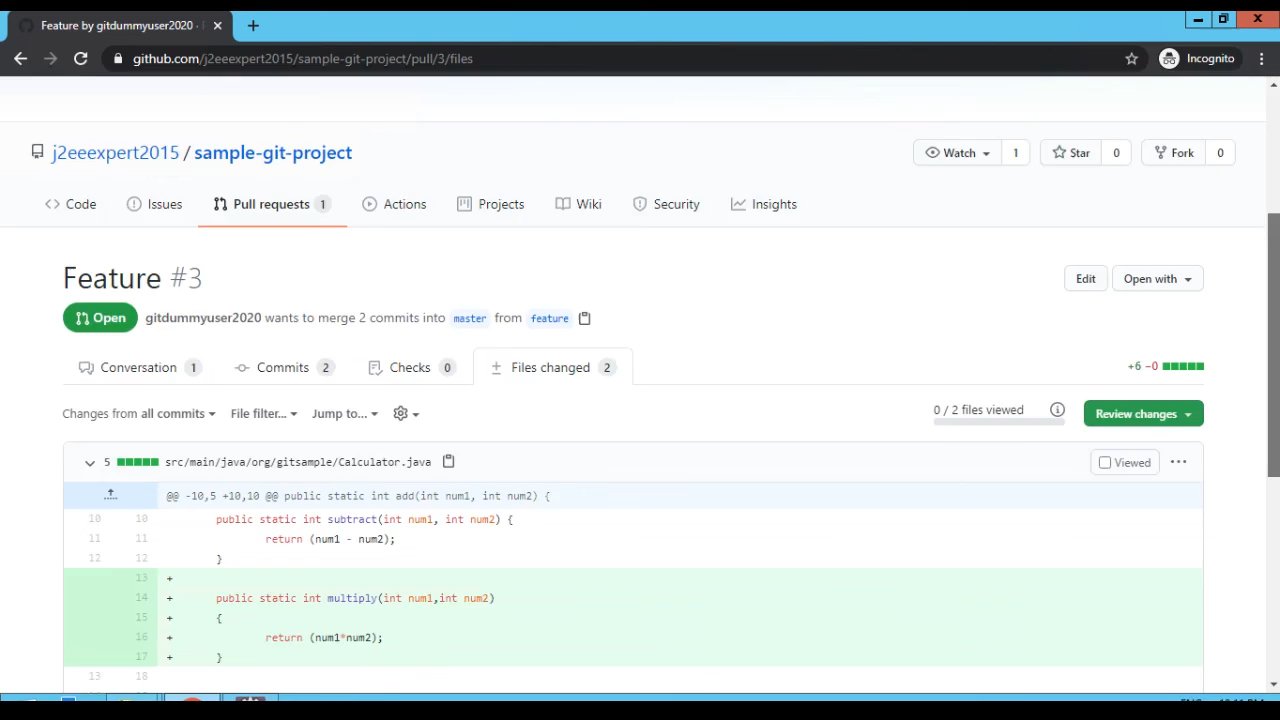 Feature by gitdummyuser2020 ·
github.com/j2eeexpert2015/sample-git-project/pull/3/files
Incognito
j2eeexpert2015 / sample-git-project
Watch 1 Star 0 Fork 0
Code Issues Pull requests 1 Actions Projects Wiki Security Insights
Feature #3
Edit Open with
Open gitdummyuser2020 wants to merge 2 commits into master from feature
Conversation 1 Commits 2 Checks 0 Files changed 2 +6 −0
Changes from all commits File filter... Jump to... 0 / 2 files viewed Review changes
5 src/main/java/org/gitsample/Calculator.java Viewed
@@ -10,5 +10,10 @@ public static int add(int num1, int num2) {
10 10 public static int subtract(int num1, int num2) {
11 11 return (num1 - num2);
12 12 }
13 +
14 + public static int multiply(int num1,int num2)
15 + {
16 + return (num1*num2);
17 + }
13 18